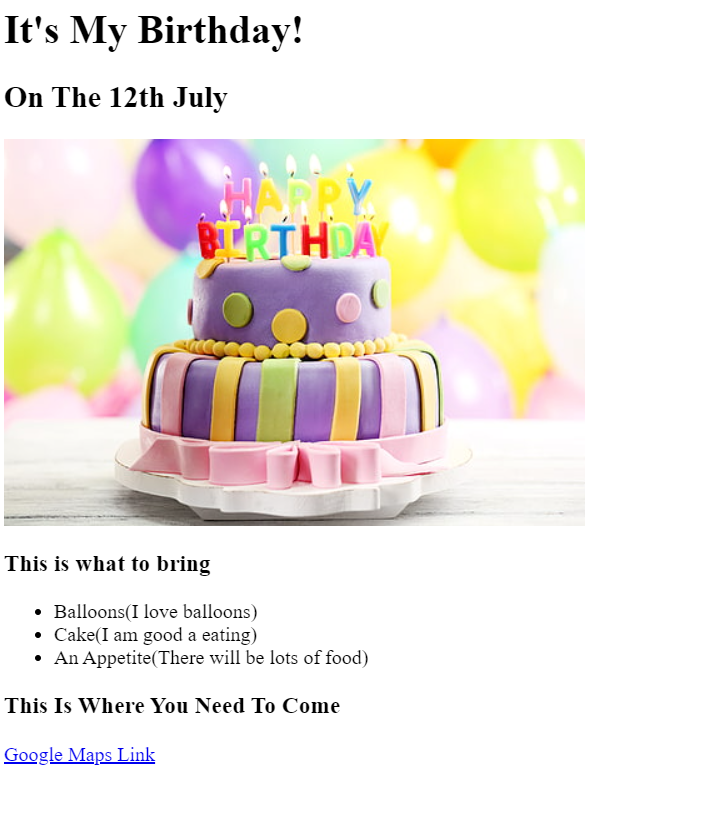 It's My Birthday!
On The 12th July
HAPPY
BIRTHDAY
This is what to bring
Balloons(I love balloons)
Cake(I am good a eating)
An Appetite(There will be lots of food)
This Is Where You Need To Come
Google Maps Link